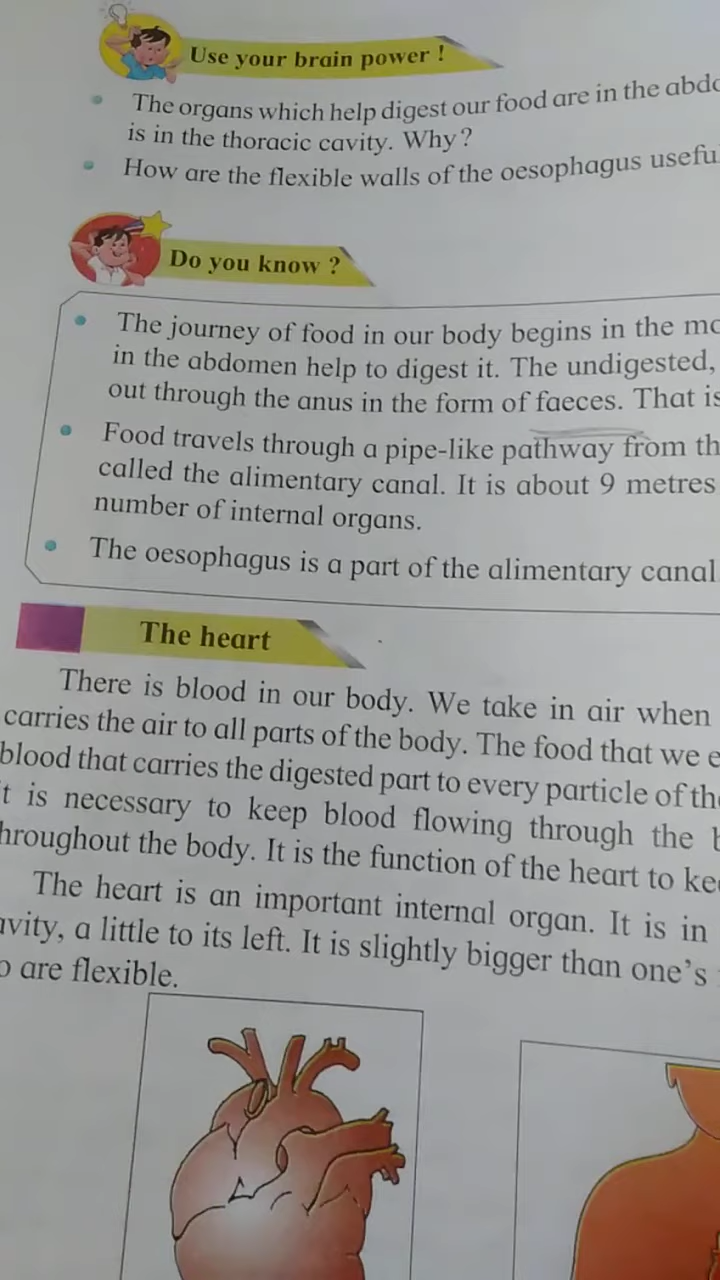 Use your brain power !
The organs which help digest our food are in the
is in the thoracic cavity. Why?
How are the flexible walls of the oesophagus
Do you know ?
The journey of food in our body begins in the
in the abdomen help to digest it. The undigested,
out through the anus in the form of faeces. That is
Food travels through a pipe-like pathway from
called the alimentary canal. It is about 9 metres
number of internal organs.
The oesophagus is a part of the alimentary canal
The heart
There is blood in our body. We take in air when
carries the air to all parts of the body. The food that we
blood that carries the digested part to every particle of
it is necessary to keep blood flowing through the
throughout the body. It is the function of the heart to
The heart is an important internal organ. It is in
a little to its left. It is slightly bigger than one's
are flexible.